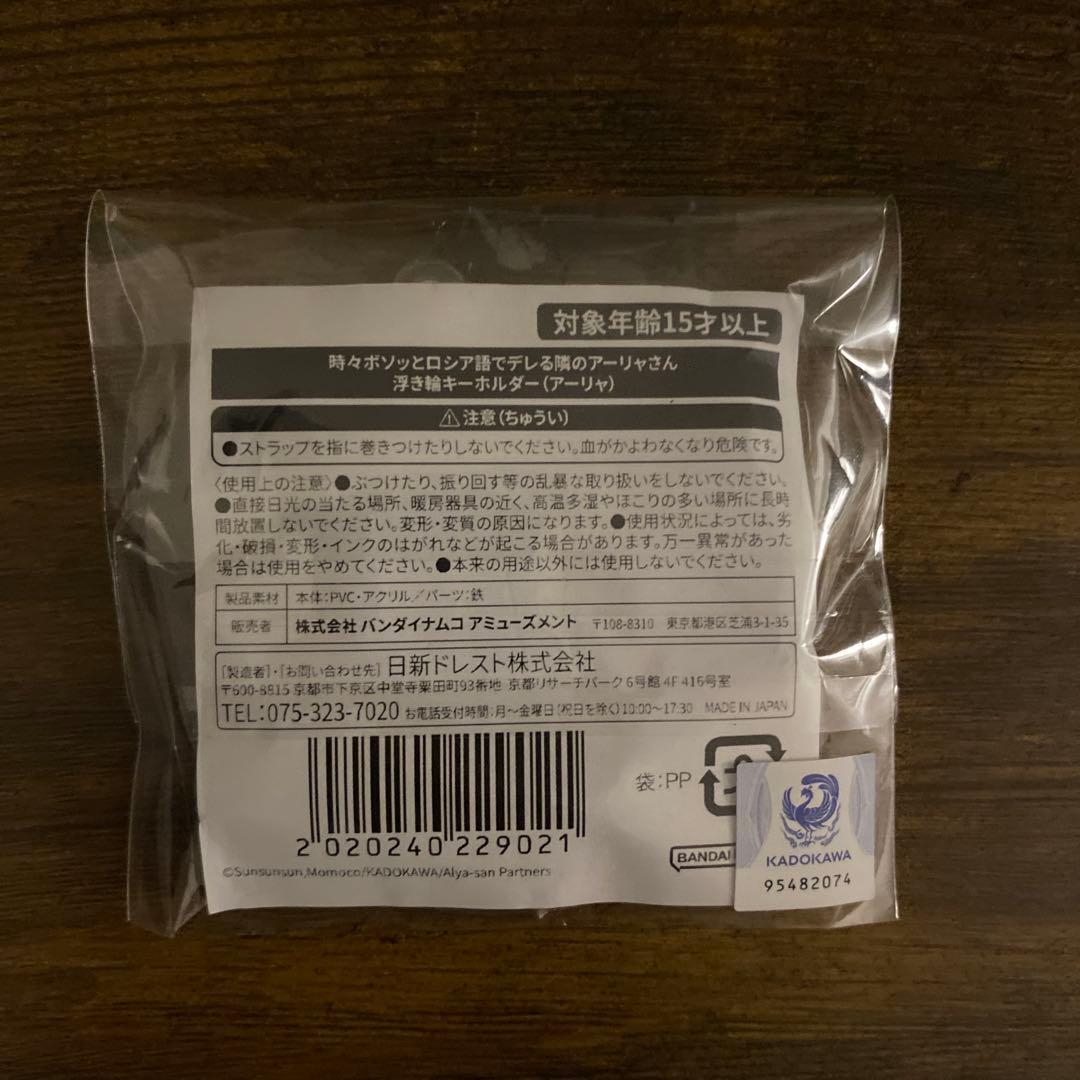 対象年齢15才以上
時々ボソッとロシア語でデレる隣のアーリャさん
浮き輪キーホルダー(アーリャ)
⚠注意(ちゅうい)
●ストラップを指に巻きつけたりしないでください。血がかよわなくなり危険です。
〈使用上の注意〉●ぶつけたり、振り回す等の乱暴な取り扱いをしないでください。
●直接日光の当たる場所、暖房器具の近く、高温多湿やほこりの多い場所に長時
間放置しないでください。変形・変質の原因になります。●使用状況によっては、劣
化・破損・変形・インクのはがれなどが起こる場合があります。万一異常があった
場合は使用をやめてください。●本来の用途以外には使用しないでください。
製品素材 本体:PVC・アクリル/パーツ:鉄
販売者 株式会社 バンダイナムコ アミューズメント 〒108-8310 東京都港区芝浦3-1-35
[製造者]・[お問い合わせ先] 日新ドレスト株式会社
〒600-8815 京都市下京区中堂寺粟田町93番地 京都リサーチパーク6号館 4F 416号室
TEL:075-323-7020 お電話受付時間:月~金曜日(祝日を除く)10:00~17:30 MADE IN JAPAN
袋:PP
2 020240 229021
BANDAI
©Sunsunsun,Momoco/KADOKAWA/Alya-san Partners
KADOKAWA
95482074